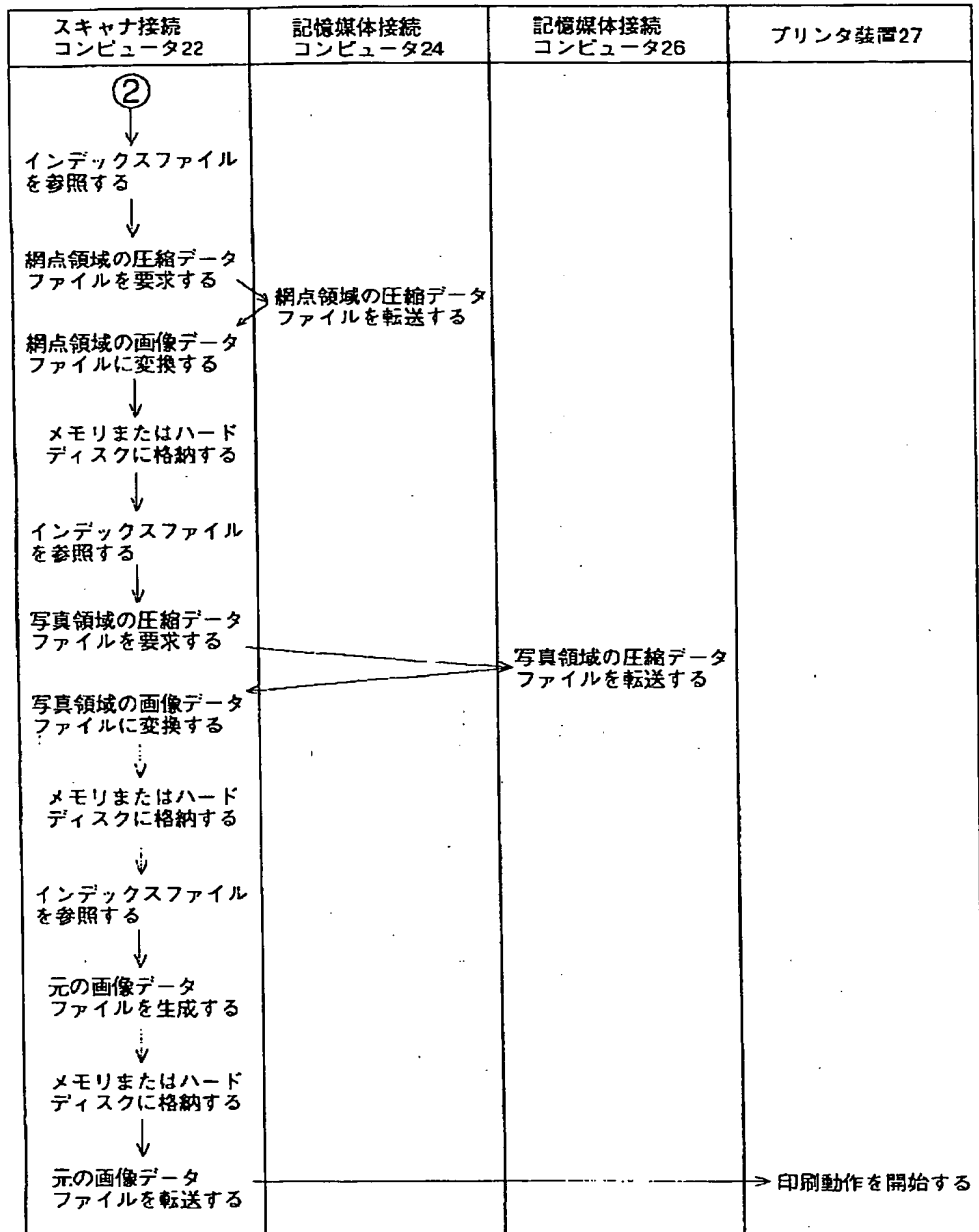 スキャナ接続
コンピュータ22
記憶媒体接続
コンピュータ24
記憶媒体接続
コンピュータ26
プリンタ装置27
②
インデックスファイル
を参照する
網点領域の圧縮データ
ファイルを要求する
網点領域の圧縮データ
ファイルを転送する
網点領域の画像データ
ファイルに変換する
メモリまたはハード
ディスクに格納する
インデックスファイル
を参照する
写真領域の圧縮データ
ファイルを要求する
写真領域の圧縮データ
ファイルを転送する
写真領域の画像データ
ファイルに変換する
メモリまたはハード
ディスクに格納する
インデックスファイル
を参照する
元の画像データ
ファイルを生成する
メモリまたはハード
ディスクに格納する
元の画像データ
ファイルを転送する
印刷動作を開始する